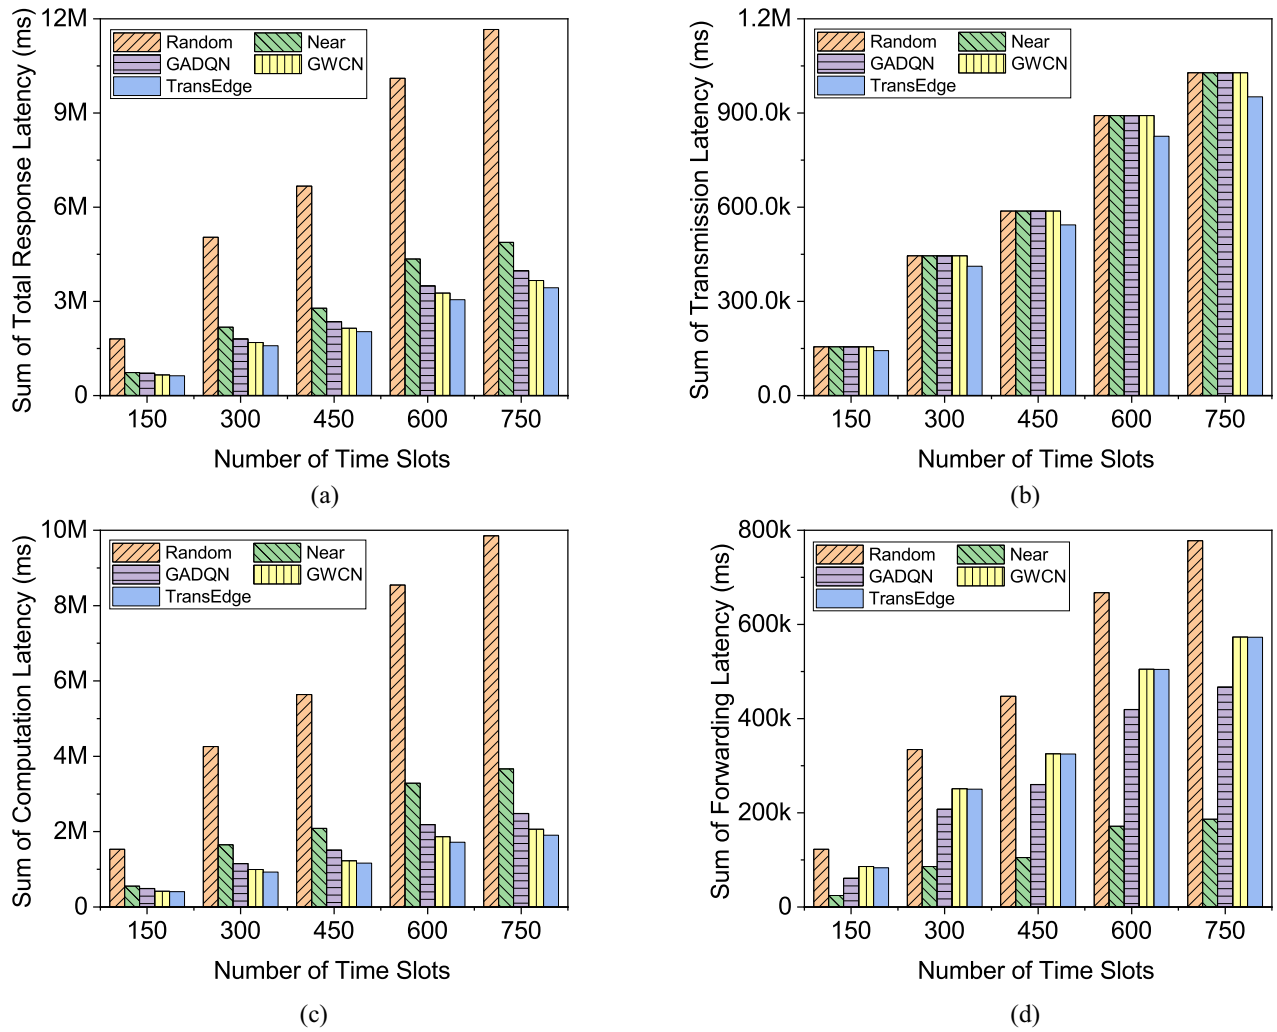 12M
9M
6M
3M
0
Sum of Total Response Latency (ms)
Random Near
GADQN GWCN
TransEdge
150 300 450 600 750
Number of Time Slots
(a)
1.2M
900.0k
600.0k
300.0k
0.0
Sum of Transmission Latency (ms)
Random Near
GADQN GWCN
TransEdge
150 300 450 600 750
Number of Time Slots
(b)
10M
8M
6M
4M
2M
0
Sum of Computation Latency (ms)
Random Near
GADQN GWCN
TransEdge
150 300 450 600 750
Number of Time Slots
(c)
800k
600k
400k
200k
0
Sum of Forwarding Latency (ms)
Random Near
GADQN GWCN
TransEdge
150 300 450 600 750
Number of Time Slots
(d)